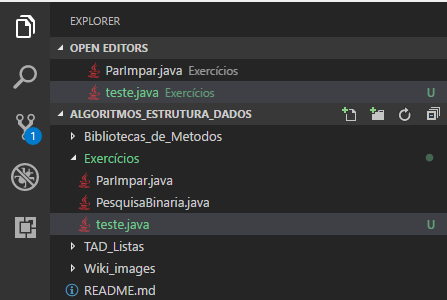 EXPLORER
OPEN EDITORS
ParImpar.java Exercícios
teste.java Exercícios U
ALGORITMOS_ESTRUTURA_DADOS
1
Bibliotecas_de_Metodos
Exercícios
ParImpar.java
PesquisaBinaria.java
teste.java U
TAD_Listas
Wiki_images
README.md